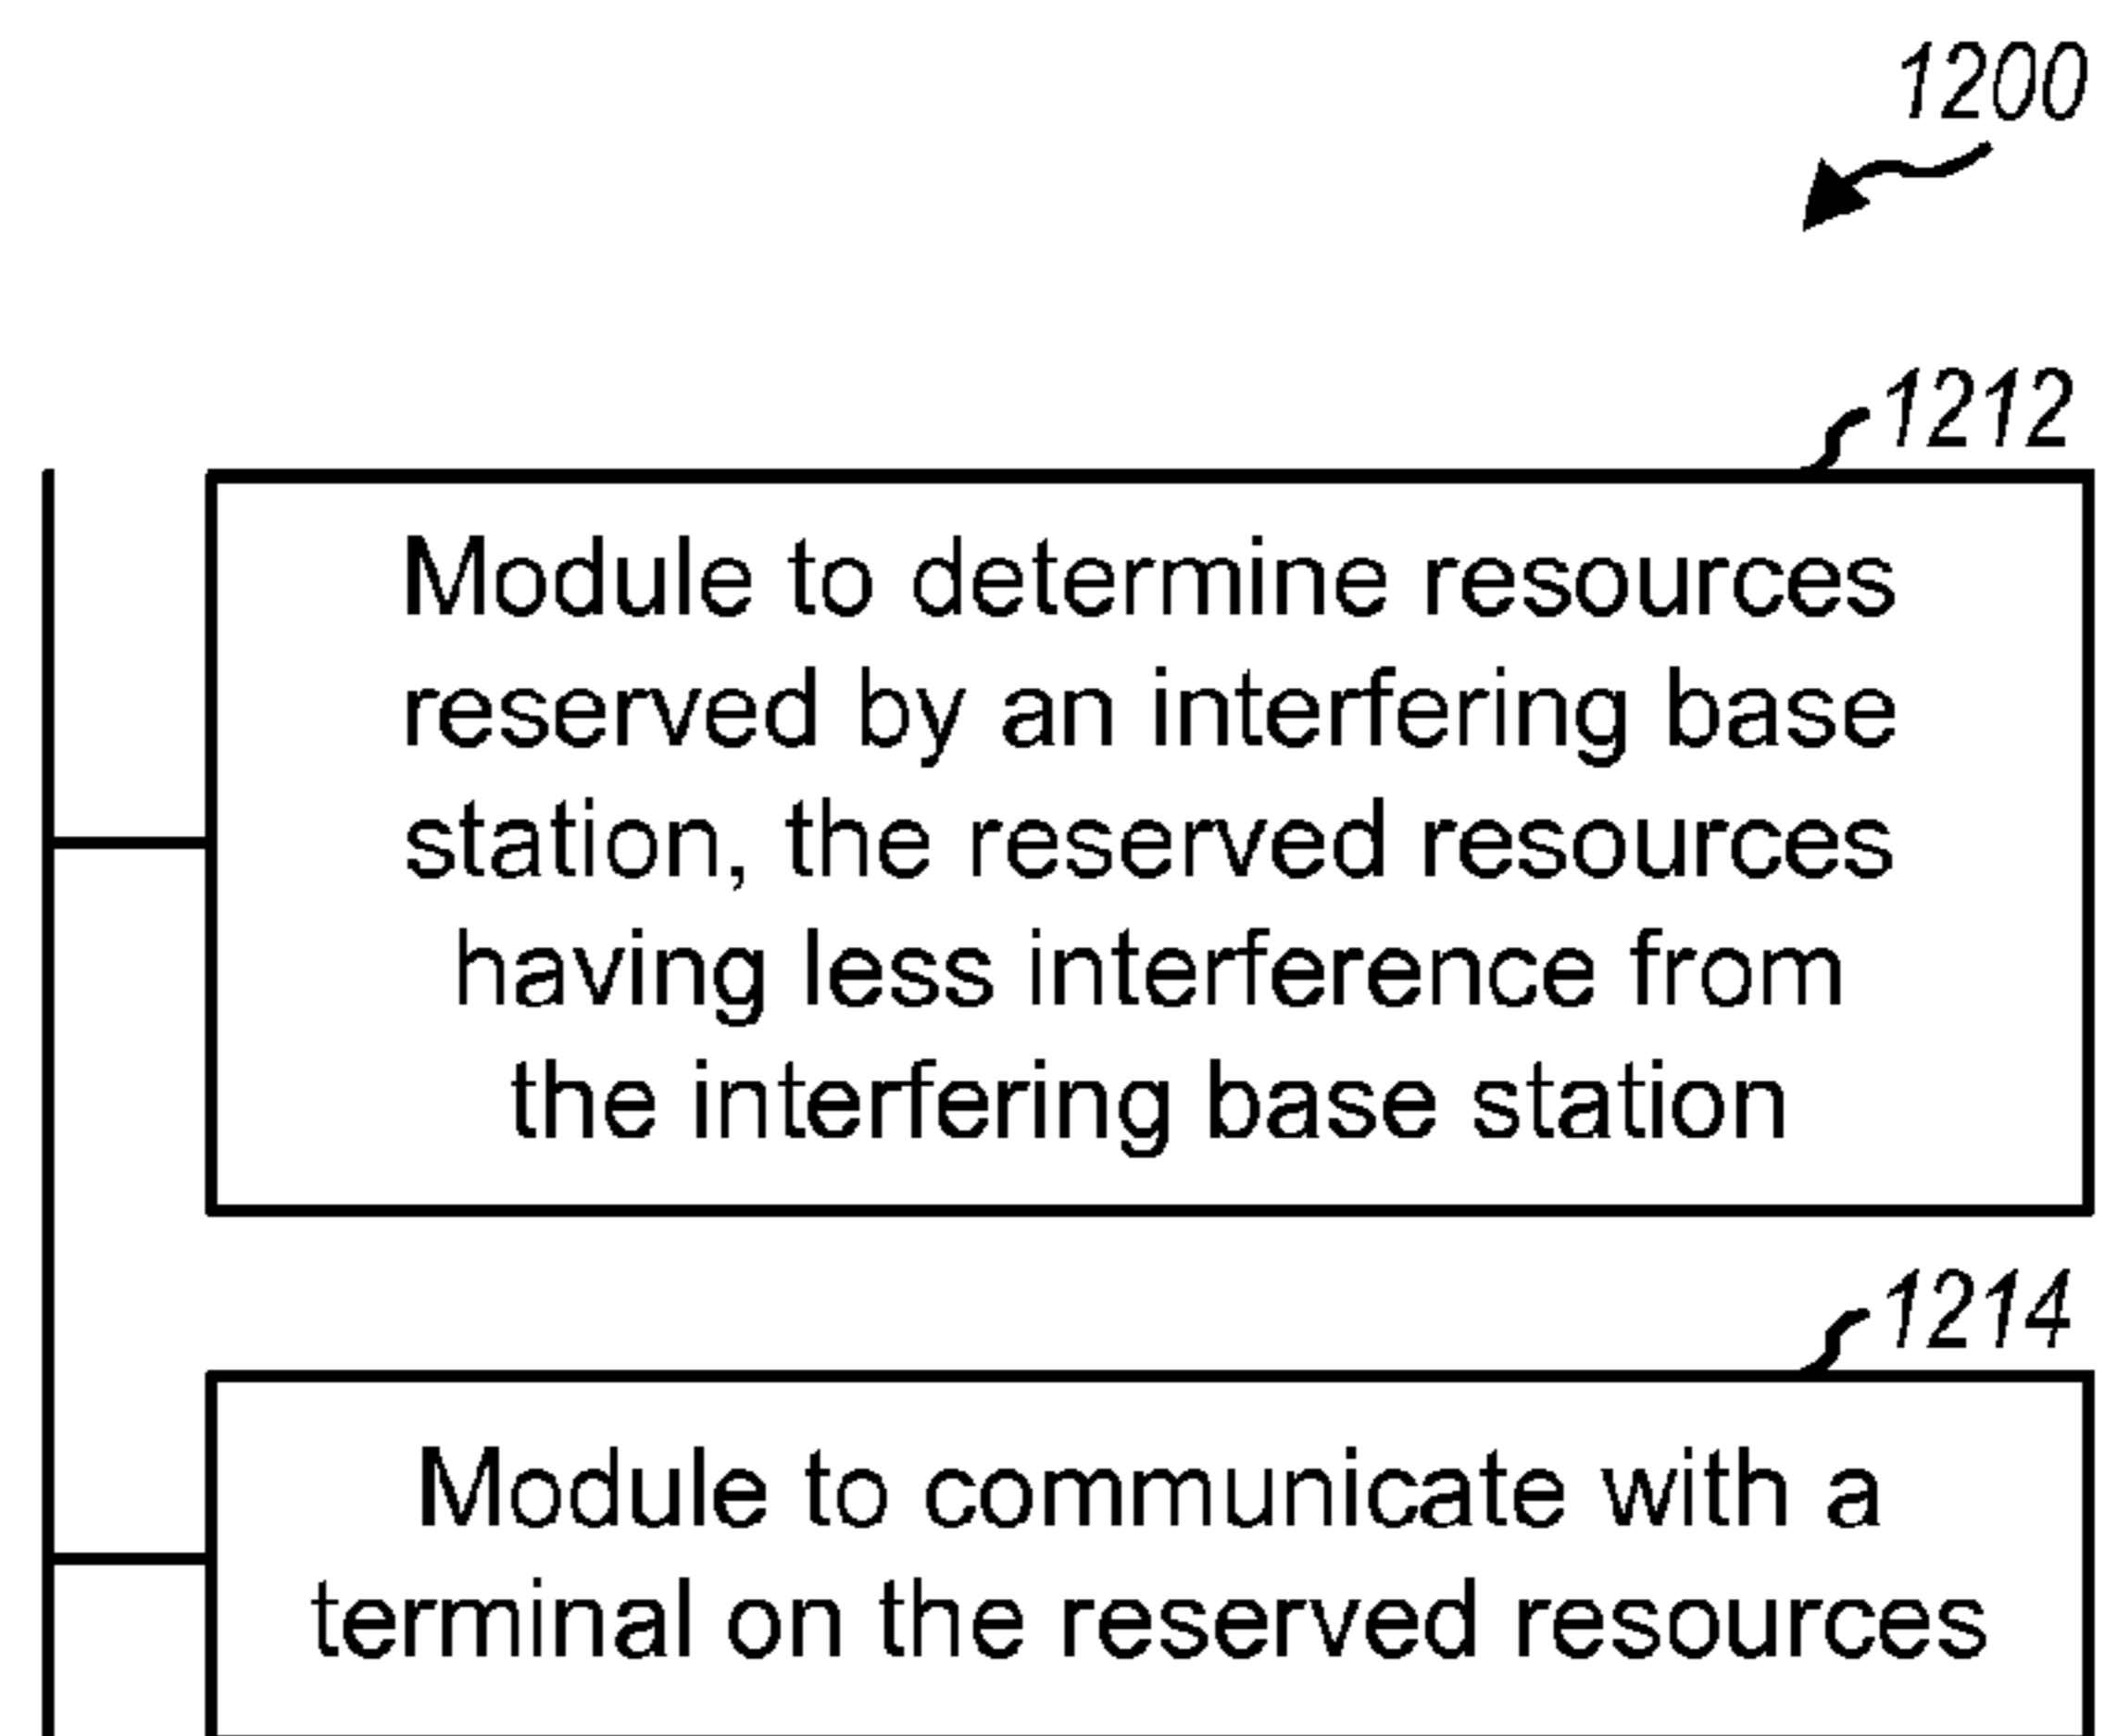 1200
1212
Module to determine resources
reserved by an interfering base
station, the reserved resources
having less interference from
the interfering base station
1214
Module to communicate with a
terminal on the reserved resources